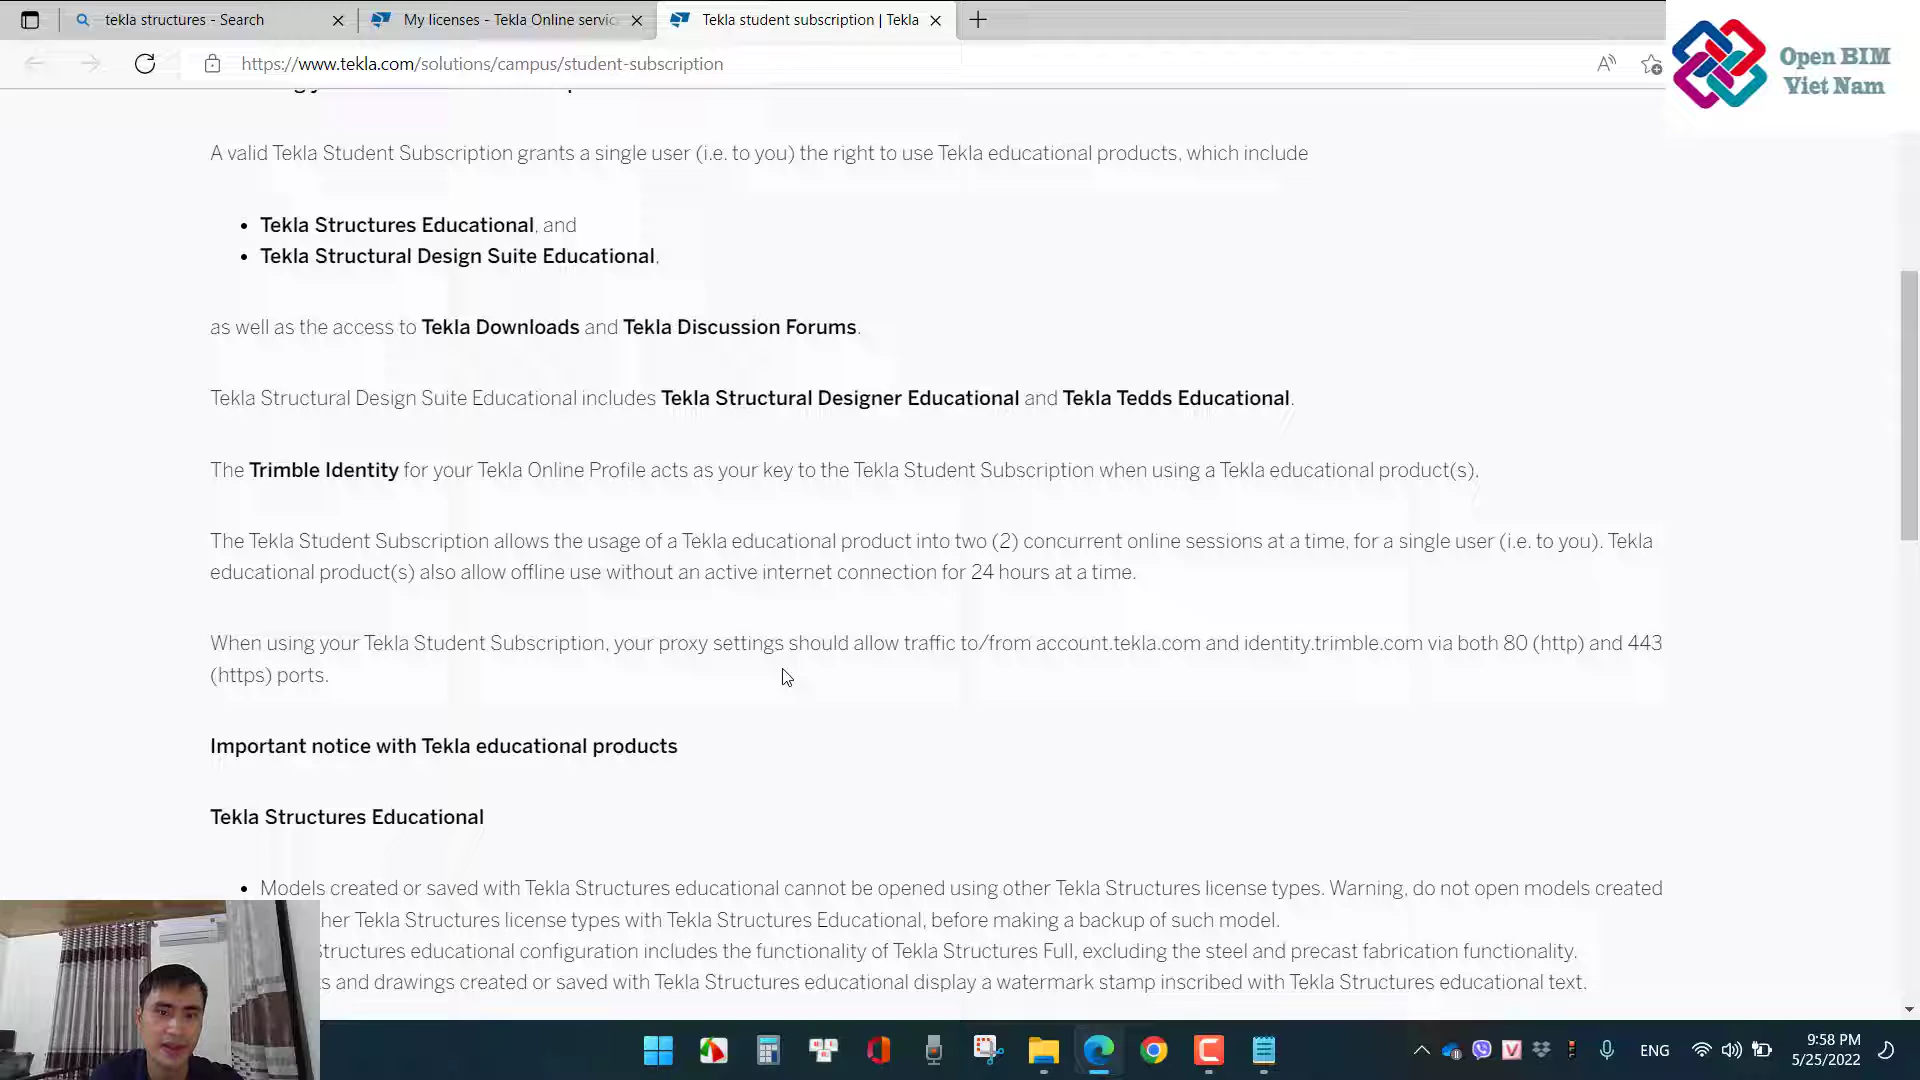 tekla structures - Search
My licenses - Tekla Online servic
Tekla student subscription | Tekla
https://www.tekla.com/solutions/campus/student-subscription
Open BIM
Viet Nam
A valid Tekla Student Subscription grants a single user (i.e. to you) the right to use Tekla educational products, which include
• Tekla Structures Educational, and
• Tekla Structural Design Suite Educational,
as well as the access to Tekla Downloads and Tekla Discussion Forums.
Tekla Structural Design Suite Educational includes Tekla Structural Designer Educational and Tekla Tedds Educational.
The Trimble Identity for your Tekla Online Profile acts as your key to the Tekla Student Subscription when using a Tekla educational product(s).
The Tekla Student Subscription allows the usage of a Tekla educational product into two (2) concurrent online sessions at a time, for a single user (i.e. to you). Tekla
educational product(s) also allow offline use without an active internet connection for 24 hours at a time.
When using your Tekla Student Subscription, your proxy settings should allow traffic to/from account.tekla.com and identity.trimble.com via both 80 (http) and 443
(https) ports.
Important notice with Tekla educational products
Tekla Structures Educational
• Models created or saved with Tekla Structures educational cannot be opened using other Tekla Structures license types. Warning, do not open models created
her Tekla Structures license types with Tekla Structures Educational, before making a backup of such model.
Structures educational configuration includes the functionality of Tekla Structures Full, excluding the steel and precast fabrication functionality.
s and drawings created or saved with Tekla Structures educational display a watermark stamp inscribed with Tekla Structures educational text.
ENG
9:58 PM
5/25/2022